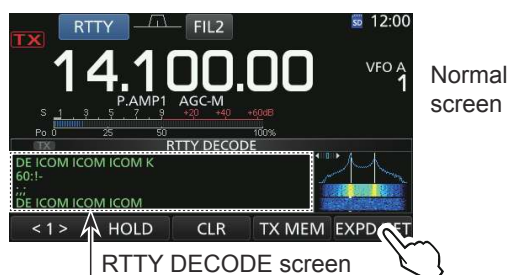 RTTY FIL2 SD 12:00
TX
14.100.00 VFO A
1
P.AMP1 AGC-M
S 1 3 5 7 9 +20 +40 +60dB
Po 0 25 50 100%
TX RTTY DECODE
DE ICOM ICOM ICOM K
60:!-
;,;
DE ICOM ICOM ICOM
< 1 > HOLD CLR TX MEM EXPD
Normal
screen
RTTY DECODE screen